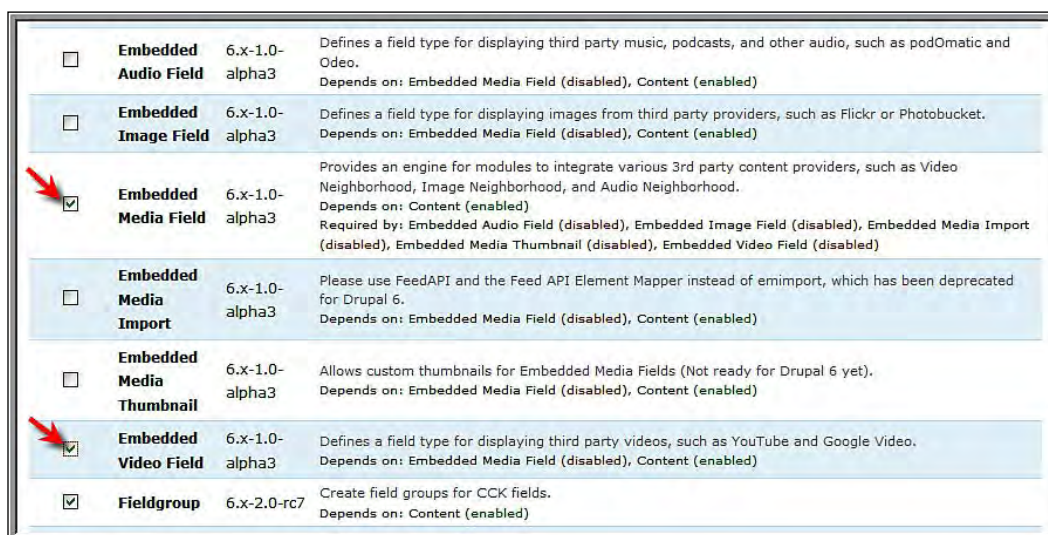 Embedded Audio Field
6.x-1.0-alpha3
Defines a field type for displaying third party music, podcasts, and other audio, such as podOmatic and
Odeo.
Depends on: Embedded Media Field (disabled), Content (enabled)
Embedded Image Field
6.x-1.0-alpha3
Defines a field type for displaying images from third party providers, such as Flickr or Photobucket.
Depends on: Embedded Media Field (disabled), Content (enabled)
Embedded Media Field
6.x-1.0-alpha3
Provides an engine for modules to integrate various 3rd party content providers, such as Video
Neighborhood, Image Neighborhood, and Audio Neighborhood.
Depends on: Content (enabled)
Required by: Embedded Audio Field (disabled), Embedded Image Field (disabled), Embedded Media Import
(disabled), Embedded Media Thumbnail (disabled), Embedded Video Field (disabled)
Embedded Media Import
6.x-1.0-alpha3
Please use FeedAPI and the Feed API Element Mapper instead of emimport, which has been deprecated
for Drupal 6.
Depends on: Embedded Media Field (disabled), Content (enabled)
Embedded Media Thumbnail
6.x-1.0-alpha3
Allows custom thumbnails for Embedded Media Fields (Not ready for Drupal 6 yet).
Depends on: Embedded Media Field (disabled), Content (enabled)
Embedded Video Field
6.x-1.0-alpha3
Defines a field type for displaying third party videos, such as YouTube and Google Video.
Depends on: Embedded Media Field (disabled), Content (enabled)
Fieldgroup
6.x-2.0-rc7
Create field groups for CCK fields.
Depends on: Content (enabled)